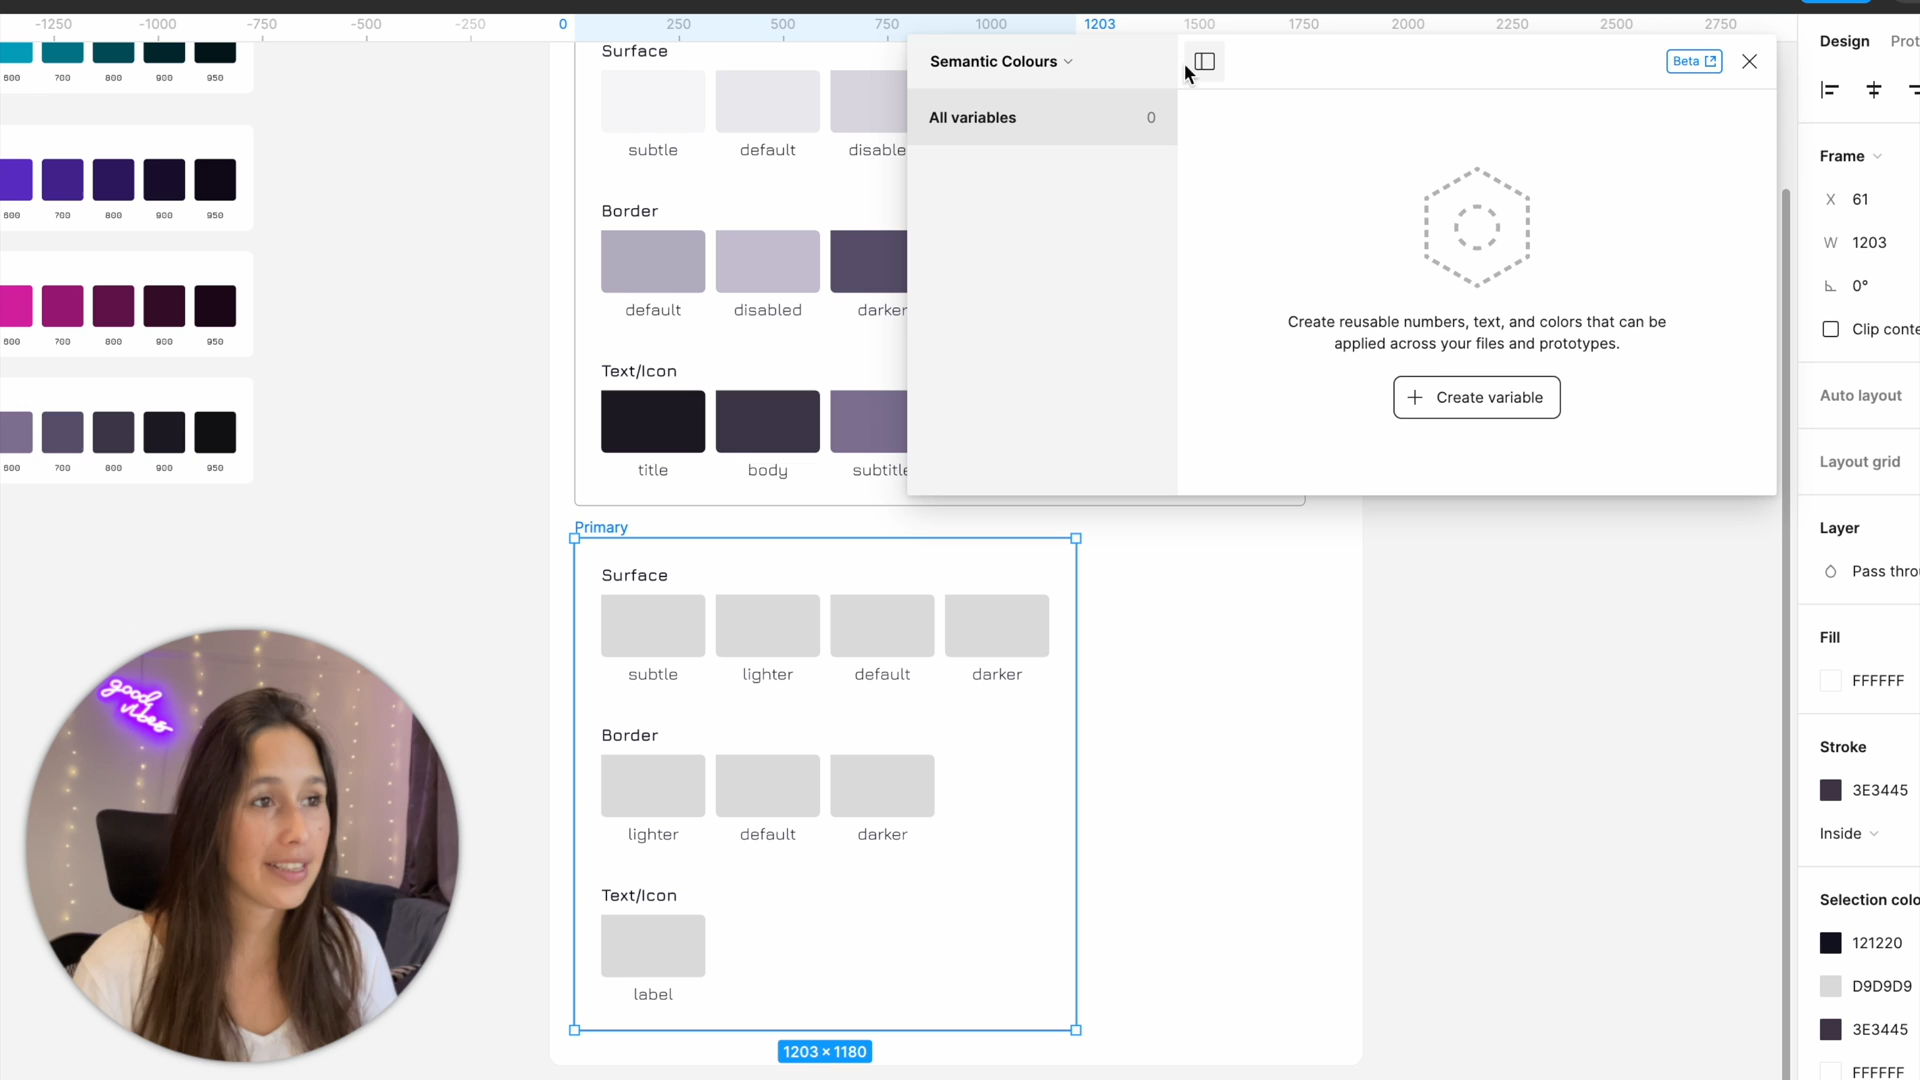 -1250 -1000 -750 -500 -250 0 250 500 750 1000 1203 1500 1750 2000 2250 2500 2750
600 700 800 900 950
600 700 800 900 950
600 700 800 900 950
600 700 800 900 950
Surface
subtle default disable
Border
default disabled darker
Text/Icon
title body subtitle
Semantic Colours
Beta
All variables 0
Create reusable numbers, text, and colors that can be
applied across your files and prototypes.
Create variable
Primary
Surface
subtle lighter default darker
Border
lighter default darker
Text/Icon
label
1203 × 1180
good
vibes
Design Prot
Frame
X 61
W 1203
0°
Clip conte
Auto layout
Layout grid
Layer
Pass thro
Fill
FFFFFF
Stroke
3E3445
Inside
Selection colo
121220
D9D9D9
3E3445
FFFFFF